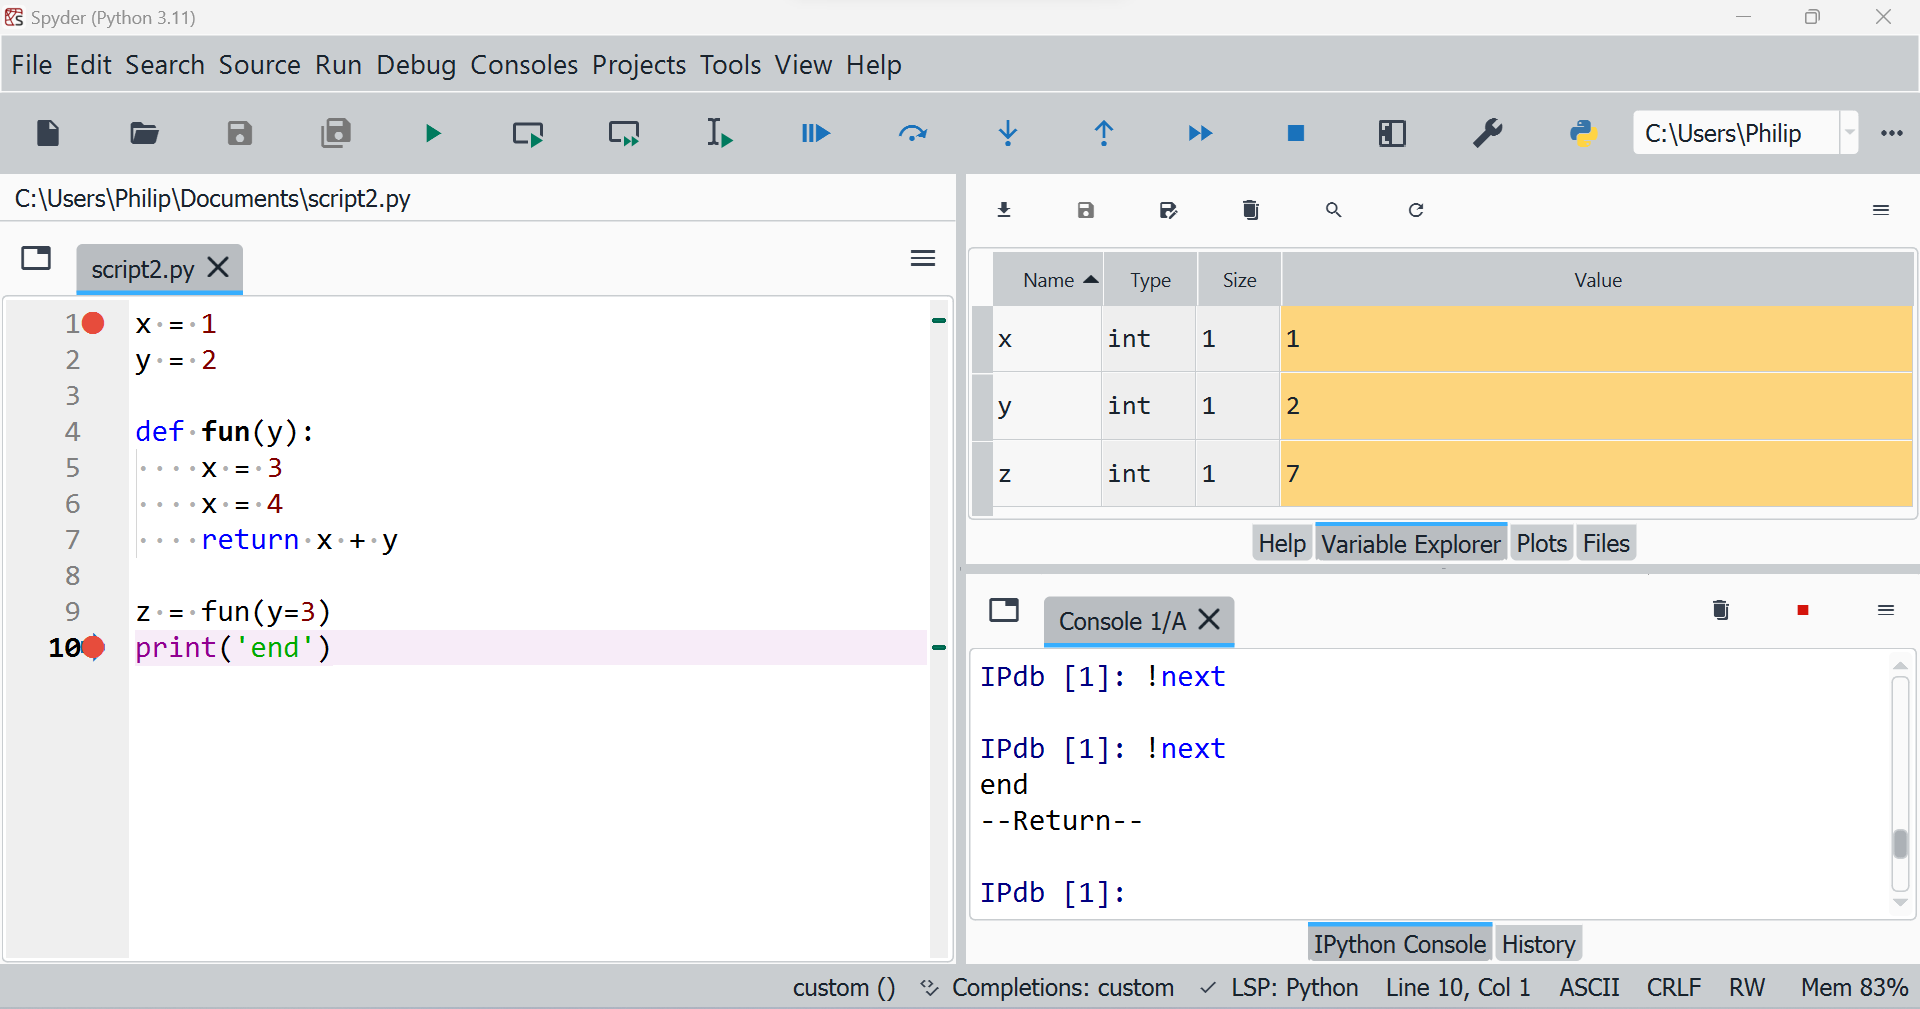 Spyder (Python 3.11)
File Edit Search Source Run Debug Consoles Projects Tools View Help
C:\Users\Philip
C:\Users\Philip\Documents\script2.py
script2.py
1 x = 1
2 y = 2
3
4 def fun(y):
5     x = 3
6     x = 4
7     return x + y
8
9 z = fun(y=3)
10 print('end')
Name Type Size Value
x int 1 1
y int 1 2
z int 1 7
Help Variable Explorer Plots Files
Console 1/A
IPdb [1]: !next
IPdb [1]: !next
end
--Return--
IPdb [1]:
IPython Console History
custom () Completions: custom LSP: Python Line 10, Col 1 ASCII CRLF RW Mem 83%